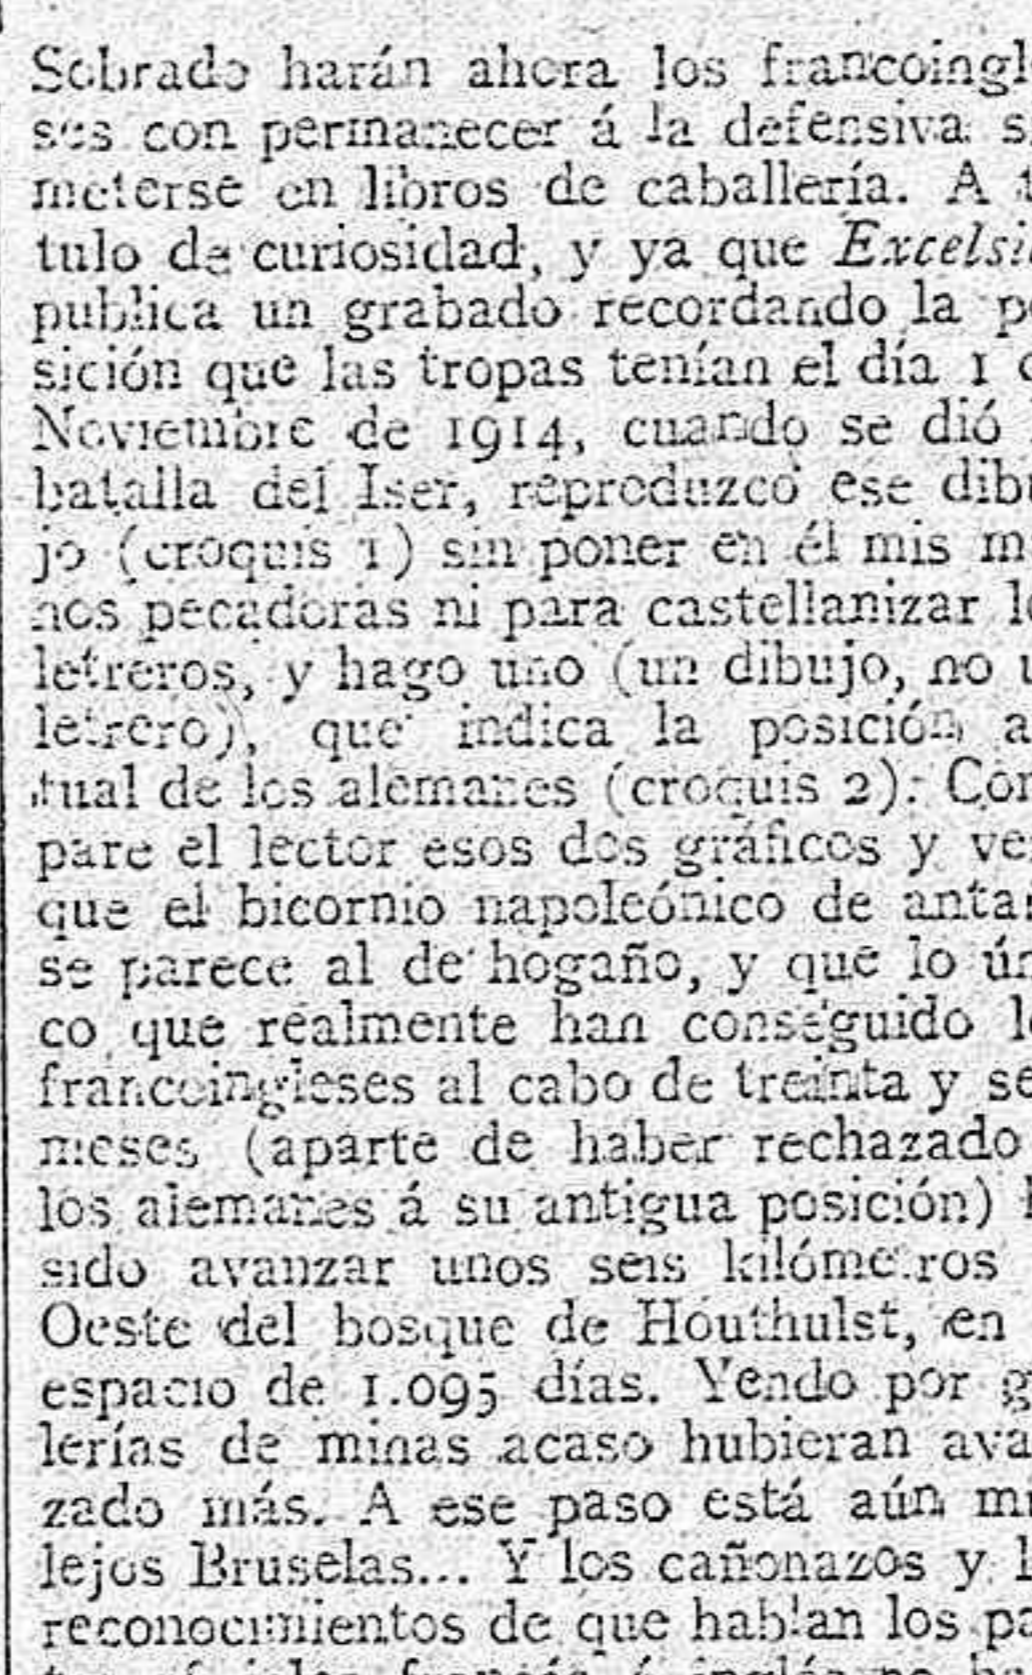 Sobrado harán ahora los francoingl
ses con permanecer á la defensiva s
meterse en libros de caballería. A
tulo de curiosidad, y ya que Excelsi
publica un grabado recordando la p
sición que las tropas tenían el día 1
Noviembre de 1914, cuando se dió
batalla del Iser, reproduzco ese dibu
jo (croquis 1) sin poner en él mis m
nos pecadoras ni para castellanizar l
letreros, y hago uno (un dibujo, no u
letrero), que indica la posición a
tual de los alemanes (croquis 2). Com
pare el lector esos dos gráficos y ve
que el bicornio napoleónico de anta
se parece al de hogaño, y que lo ún
co que realmente han conseguido l
francoingleses al cabo de treinta y se
meses (aparte de haber rechazado
los alemanes á su antigua posición)
sido avanzar unos seis kilómetros
Oeste del bosque de Houthulst, en
espacio de 1.095 días. Yendo por g
lerías de minas acaso hubieran ava
zado más. A ese paso está aún mu
lejos Bruselas... Y los cañonazos y l
reconocimientos de que hablan los pa